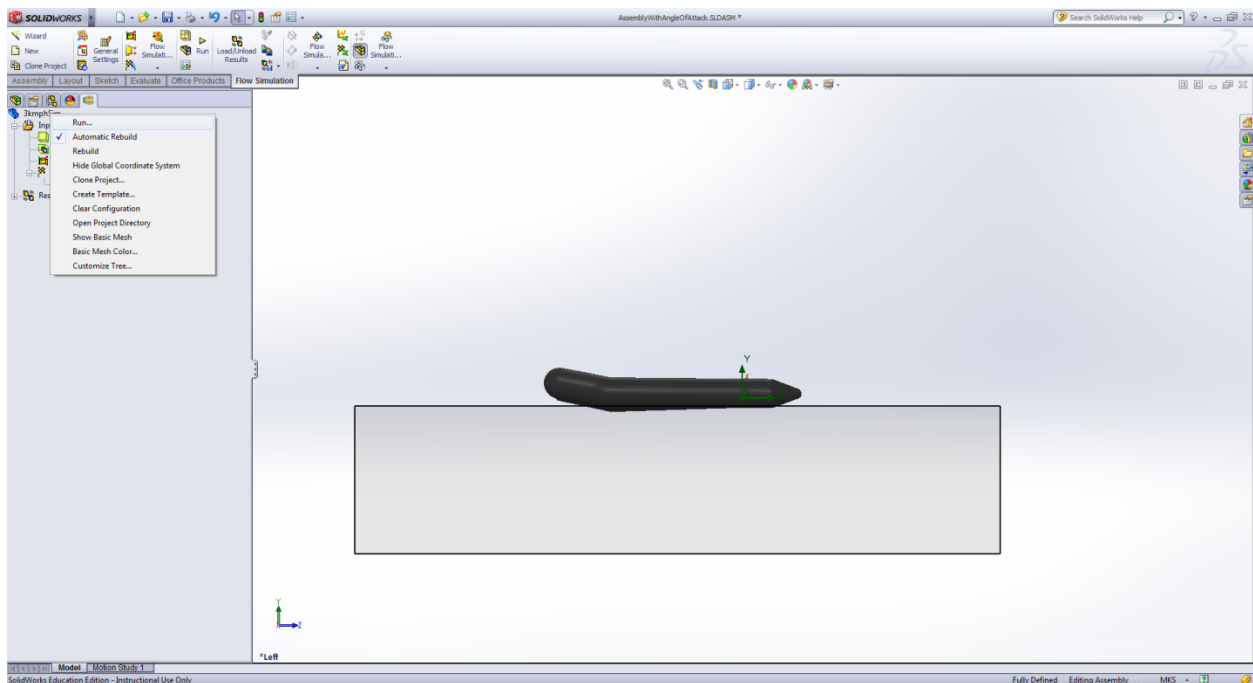 SOLIDWORKS
AssemblyWithAngleOfAttack.SLDASM *
Search SolidWorks Help
Wizard
New
Clone Project
General Settings
Flow Simulati...
Run
Load/Unload Results
Flow Simula...
Flow Simulati...
Assembly
Layout
Sketch
Evaluate
Office Products
Flow Simulation
3kmphSim
Inp
Res
Run...
Automatic Rebuild
Rebuild
Hide Global Coordinate System
Clone Project...
Create Template...
Clear Configuration
Open Project Directory
Show Basic Mesh
Basic Mesh Color...
Customize Tree...
Y
Y
Z
*Left
Model
Motion Study 1
SolidWorks Education Edition - Instructional Use Only
Fully Defined
Editing Assembly
MKS